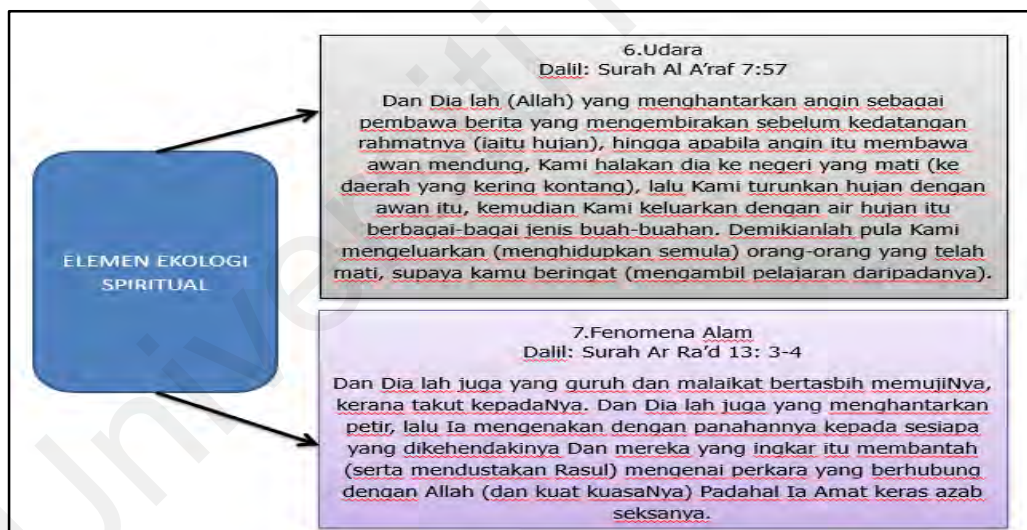 6.Udara
Dalil: Surah Al A’raf 7:57
Dan Dia lah (Allah) yang menghantarkan angin sebagai
pembawa berita yang mengembirakan sebelum kedatangan
rahmatnya (iaitu hujan), hingga apabila angin itu membawa
awan mendung, Kami halakan dia ke negeri yang mati (ke
daerah yang kering kontang), lalu Kami turunkan hujan dengan
awan itu, kemudian Kami keluarkan dengan air hujan itu
berbagai-bagai jenis buah-buahan. Demikianlah pula Kami
mengeluarkan (menghidupkan semula) orang-orang yang telah
mati, supaya kamu beringat (mengambil pelajaran daripadanya).
ELEMEN EKOLOGI
SPIRITUAL
7.Fenomena Alam
Dalil: Surah Ar Ra’d 13: 3-4
Dan Dia lah juga yang guruh dan malaikat bertasbih memujiNya,
kerana takut kepadaNya. Dan Dia lah juga yang menghantarkan
petir, lalu Ia mengenakan dengan panahannya kepada sesiapa
yang dikehendakinya Dan mereka yang ingkar itu membantah
(serta mendustakan Rasul) mengenai perkara yang berhubung
dengan Allah (dan kuat kuasaNya) Padahal Ia Amat keras azab
seksanya.